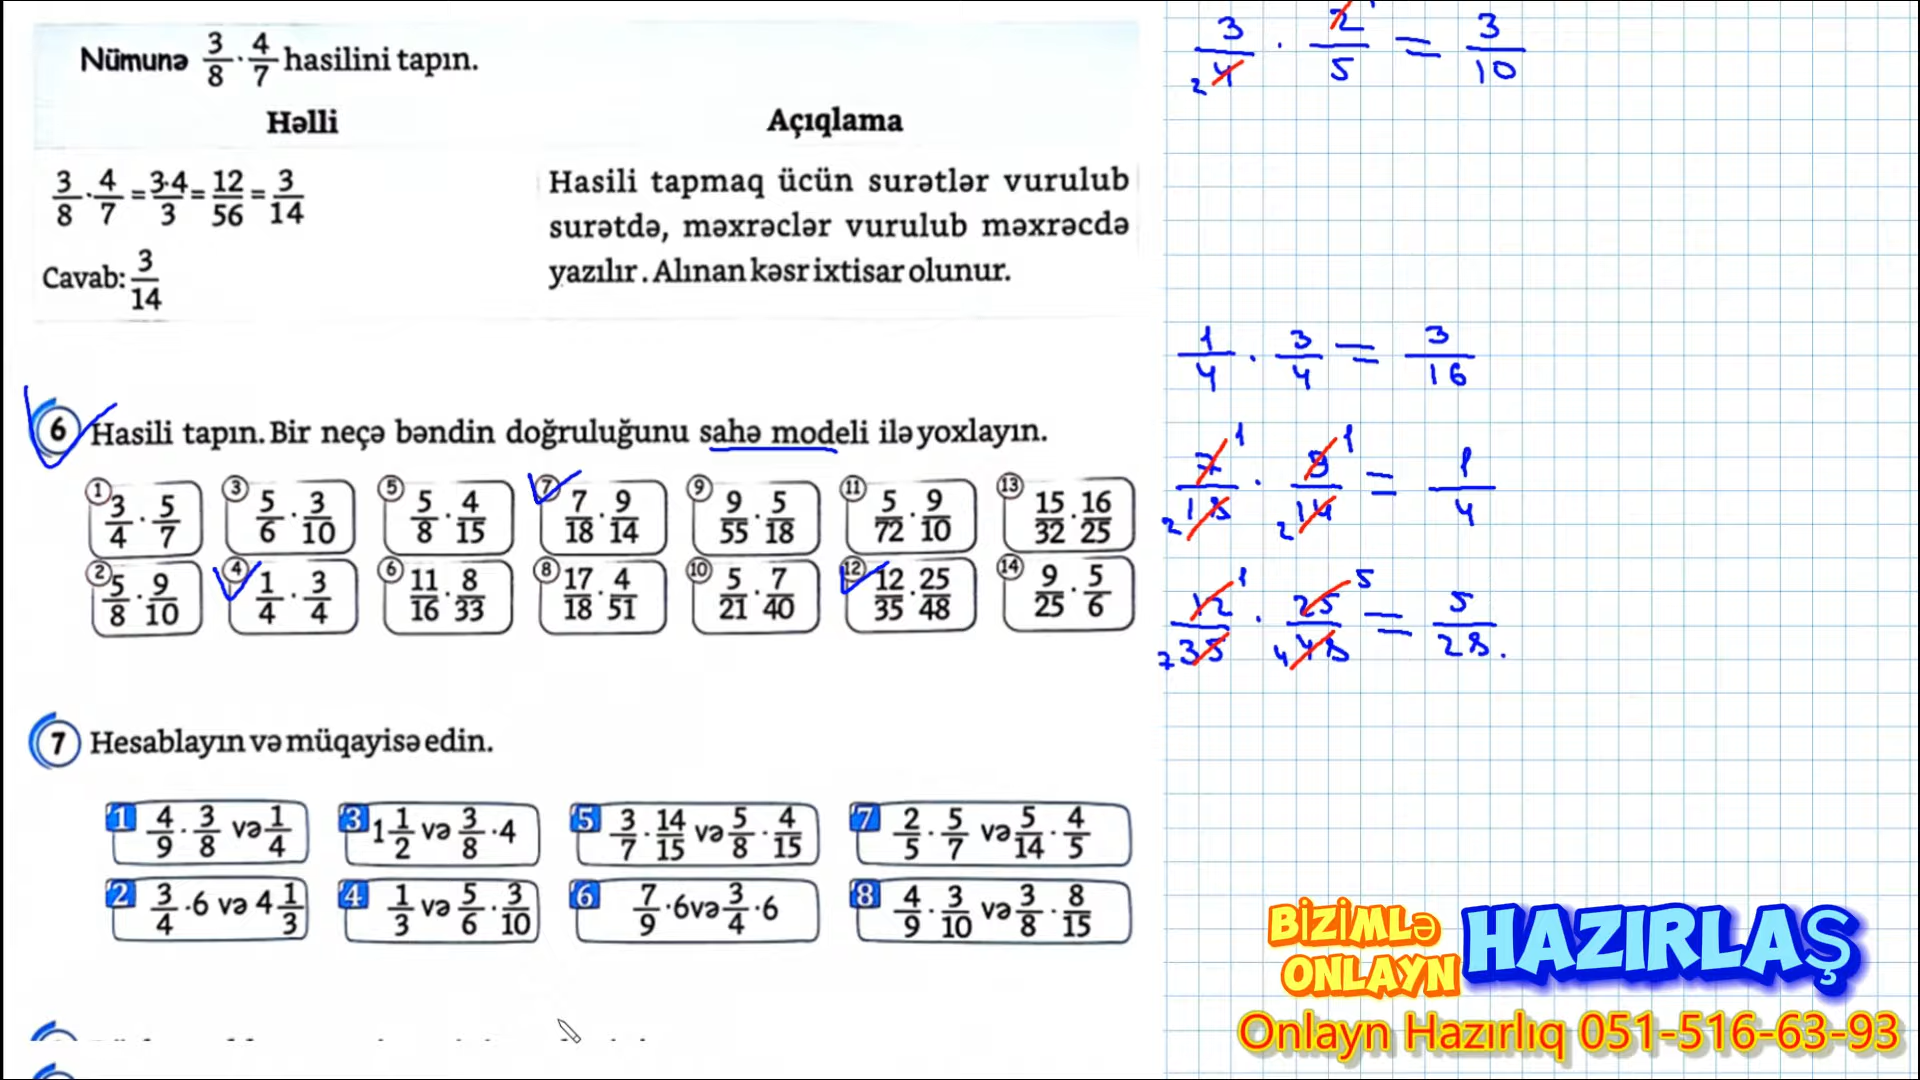 Nümunə 3/8 · 4/7 hasilini tapın.
Həlli
Açıqlama
3/8 · 4/7 = 3·4/3 = 12/56 = 3/14
Cavab: 3/14
Hasili tapmaq ücün surətlər vurulub
surətdə, məxrəclər vurulub məxrəcdə
yazılır. Alınan kəsr ixtisar olunur.
6 Hasili tapın. Bir neçə bəndin doğruluğunu sahə modeli ilə yoxlayın.
1 3/4 · 5/7
3 5/6 · 3/10
5 5/8 · 4/15
7 7/18 · 9/14
9 9/55 · 5/18
11 5/72 · 9/10
13 15/32 · 16/25
2 5/8 · 9/10
4 1/4 · 3/4
6 11/16 · 8/33
8 17/18 · 4/51
10 5/21 · 7/40
12 12/35 · 25/48
14 9/25 · 5/6
7 Hesablayın və müqayisə edin.
1 4/9 · 3/8 və 1/4
3 1 1/2 və 3/8 · 4
5 3/7 · 14/15 və 5/8 · 4/15
7 2/5 · 5/7 və 5/14 · 4/5
2 3/4 · 6 və 4 1/3
4 1/3 və 5/6 · 3/10
6 7/9 · 6 və 3/4 · 6
8 4/9 · 3/10 və 3/8 · 8/15
3/4 · 2/5 = 3/10
2 1
1/4 · 3/4 = 3/16
1 1
7/18 · 9/14 = 1/4
2 2
1 5
12/35 · 25/48 = 5/28.
7 4
BİZİMLƏ
ONLAYN
HAZIRLAŞ
Onlayn Hazırlıq 051-516-63-93